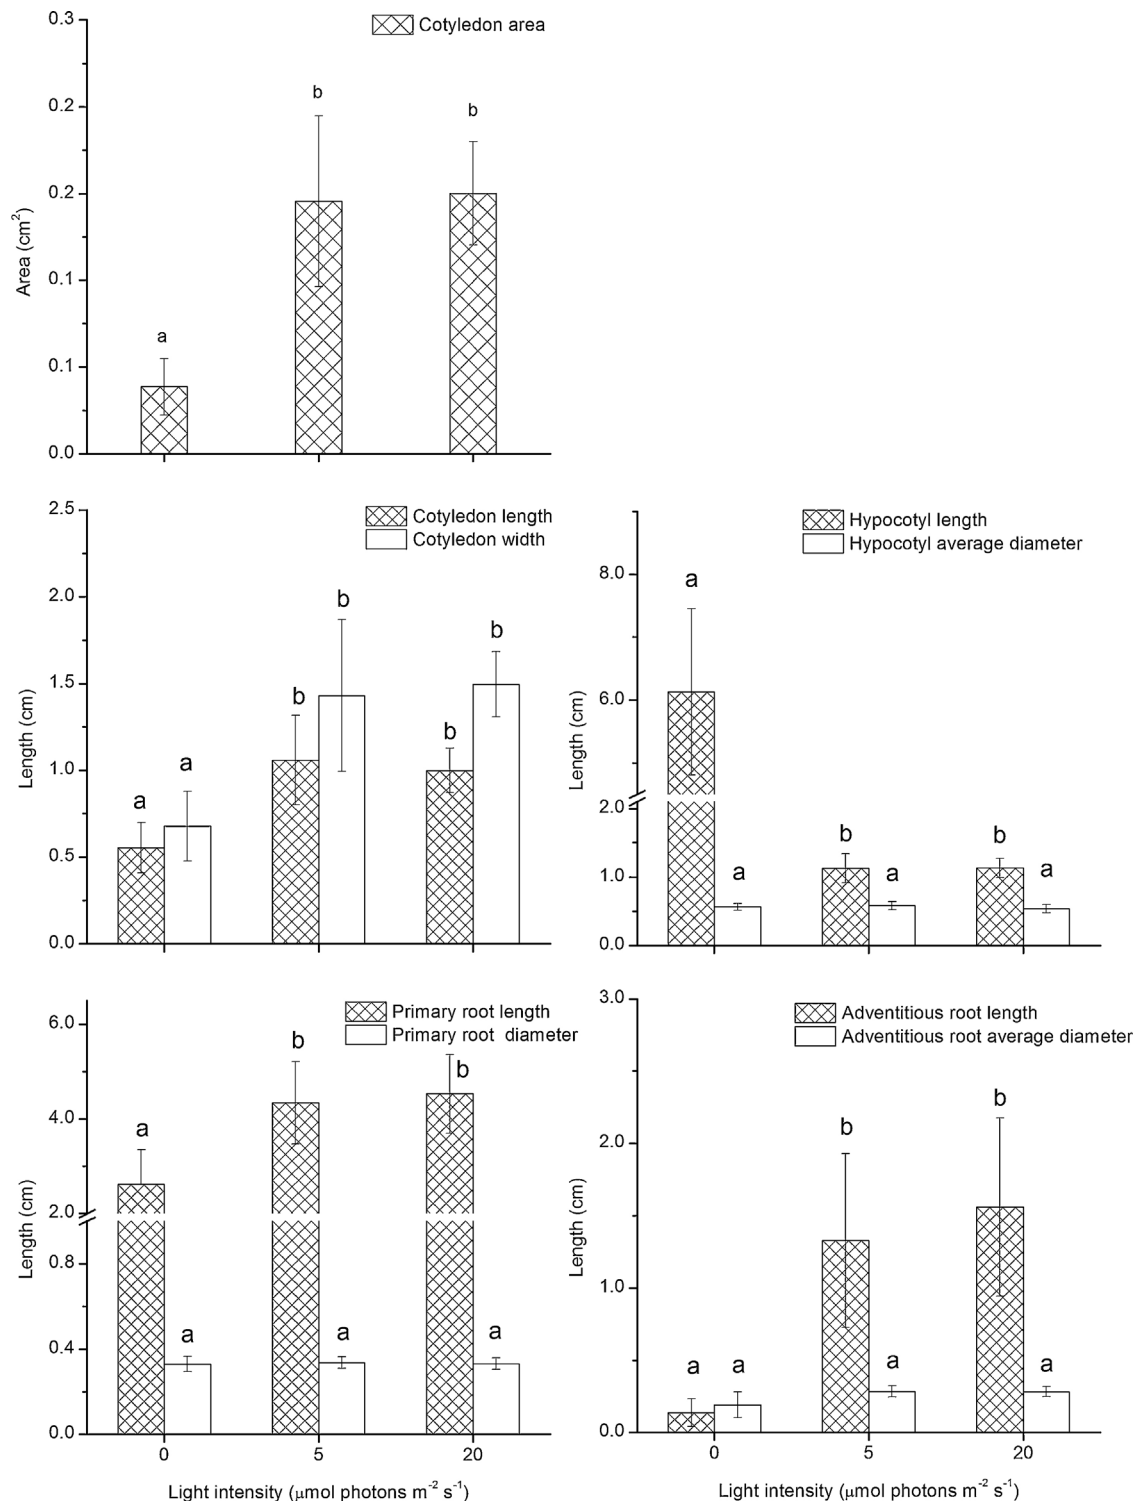 0.3
Cotyledon area
b
0.2
b
0.2
Area (cm²)
0.1
a
0.1
0.0
2.5
Cotyledon length
Cotyledon width
2.0
b
b
1.5
b
b
Length (cm)
1.0
a
a
0.5
0.0
Hypocotyl length
Hypocotyl average diameter
8.0
a
6.0
Length (cm)
2.0
b
b
1.0
a
a
a
0.0
Primary root length
Primary root diameter
6.0
b
b
4.0
a
2.0
Length (cm)
0.8
0.4
a
a
a
0.0
0
5
20
Light intensity (μmol photons m⁻² s⁻¹)
3.0
Adventitious root length
Adventitious root average diameter
b
b
2.0
Length (cm)
1.0
a
a
a
a
0.0
0
5
20
Light intensity (μmol photons m⁻² s⁻¹)